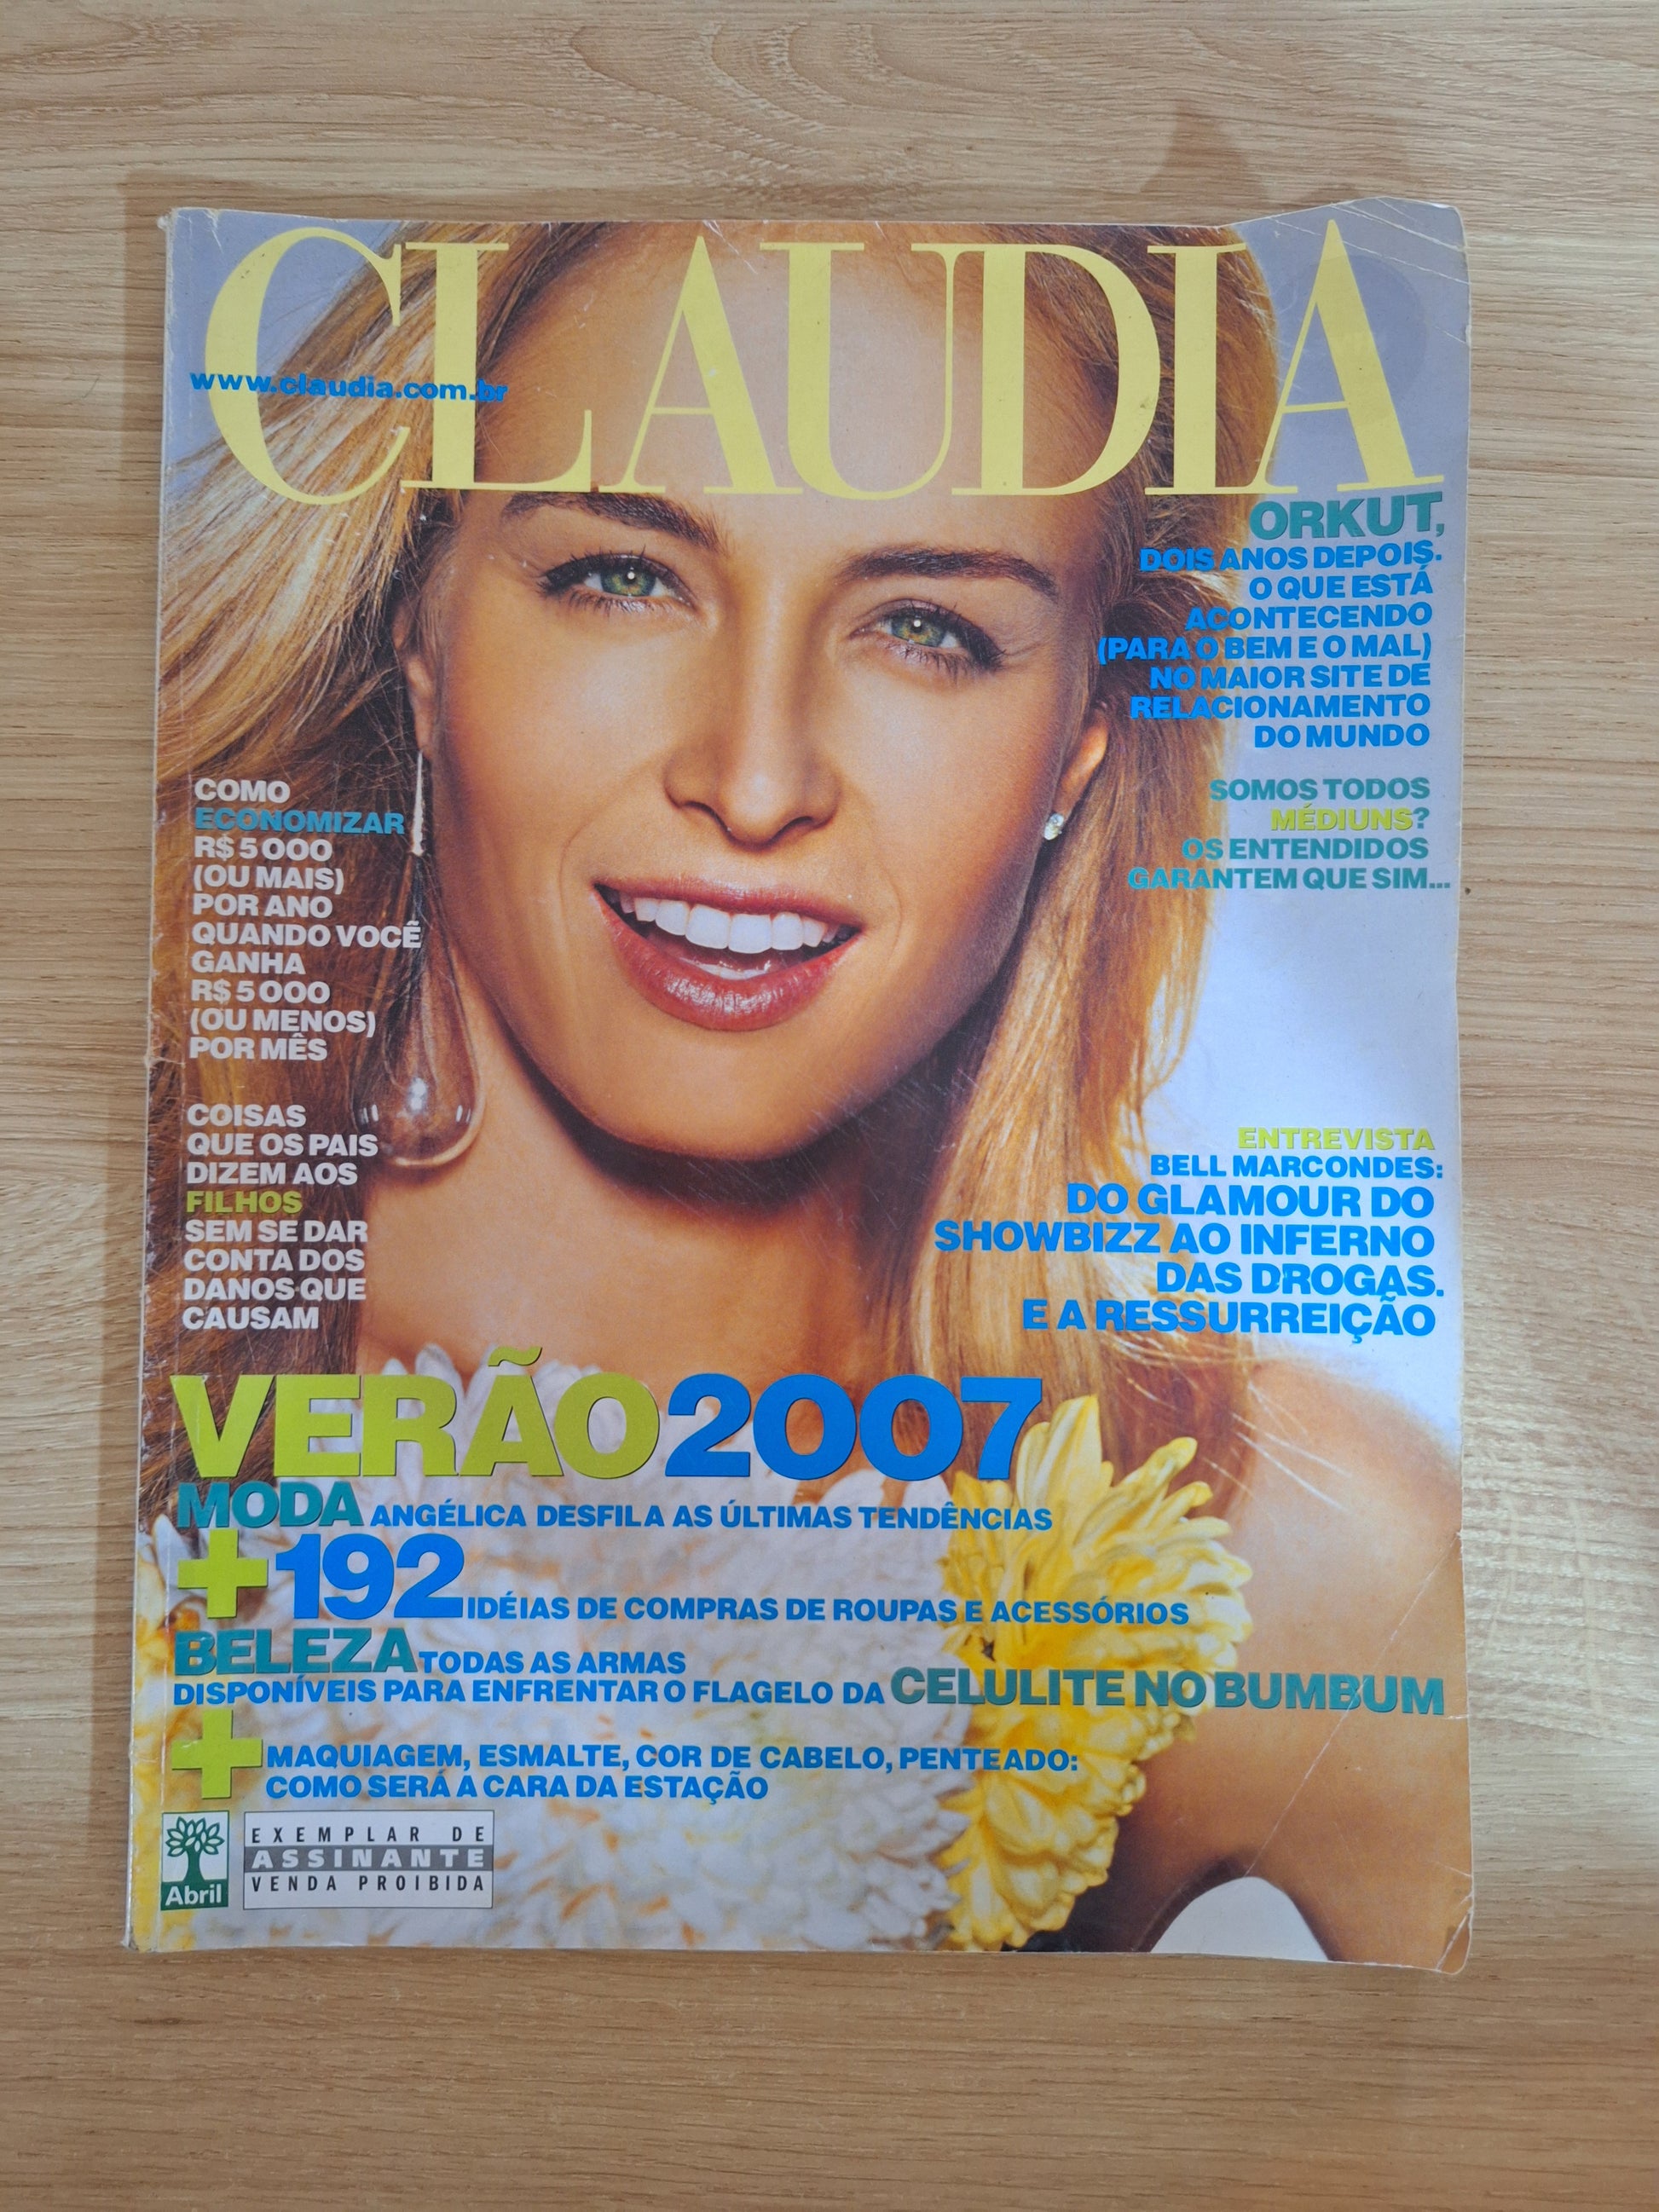 CLAUDIA
www.claudia.com.br
ORKUT,
DOIS ANOS DEPOIS.
O QUE ESTÁ
ACONTECENDO
(PARA O BEM E O MAL)
NO MAIOR SITE DE
RELACIONAMENTO
DO MUNDO
SOMOS TODOS
MÉDIUNS?
OS ENTENDIDOS
GARANTEM QUE SIM...
COMO
ECONOMIZAR
R$ 5 000
(OU MAIS)
POR ANO
QUANDO VOCÊ
GANHA
R$ 5 000
(OU MENOS)
POR MÊS
COISAS
QUE OS PAIS
DIZEM AOS
FILHOS
SEM SE DAR
CONTA DOS
DANOS QUE
CAUSAM
ENTREVISTA
BELL MARCONDES:
DO GLAMOUR DO
SHOWBIZZ AO INFERNO
DAS DROGAS.
E A RESSURREIÇÃO
VERÃO 2007
MODA ANGÉLICA DESFILA AS ÚLTIMAS TENDÊNCIAS
+192 IDÉIAS DE COMPRAS DE ROUPAS E ACESSÓRIOS
BELEZA TODAS AS ARMAS
DISPONÍVEIS PARA ENFRENTAR O FLAGELO DA CELULITE NO BUMBUM
+ MAQUIAGEM, ESMALTE, COR DE CABELO, PENTEADO:
COMO SERÁ A CARA DA ESTAÇÃO
Abril
EXEMPLAR DE
ASSINANTE
VENDA PROIBIDA